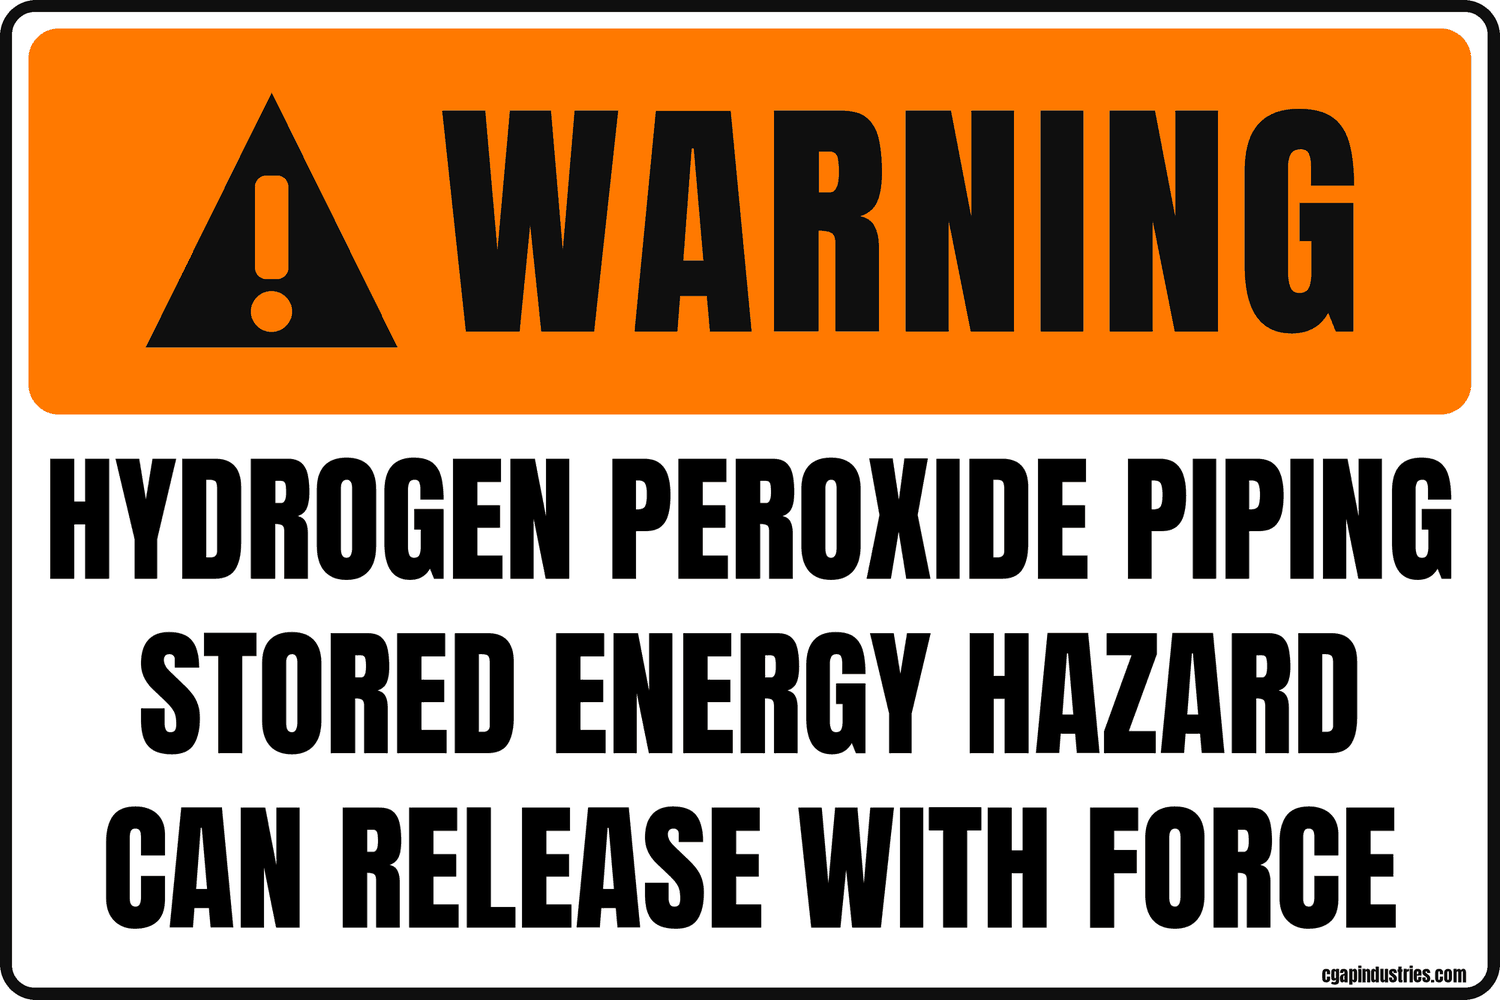 WARNING
HYDROGEN PEROXIDE PIPING
STORED ENERGY HAZARD
CAN RELEASE WITH FORCE
cgapindustries.com